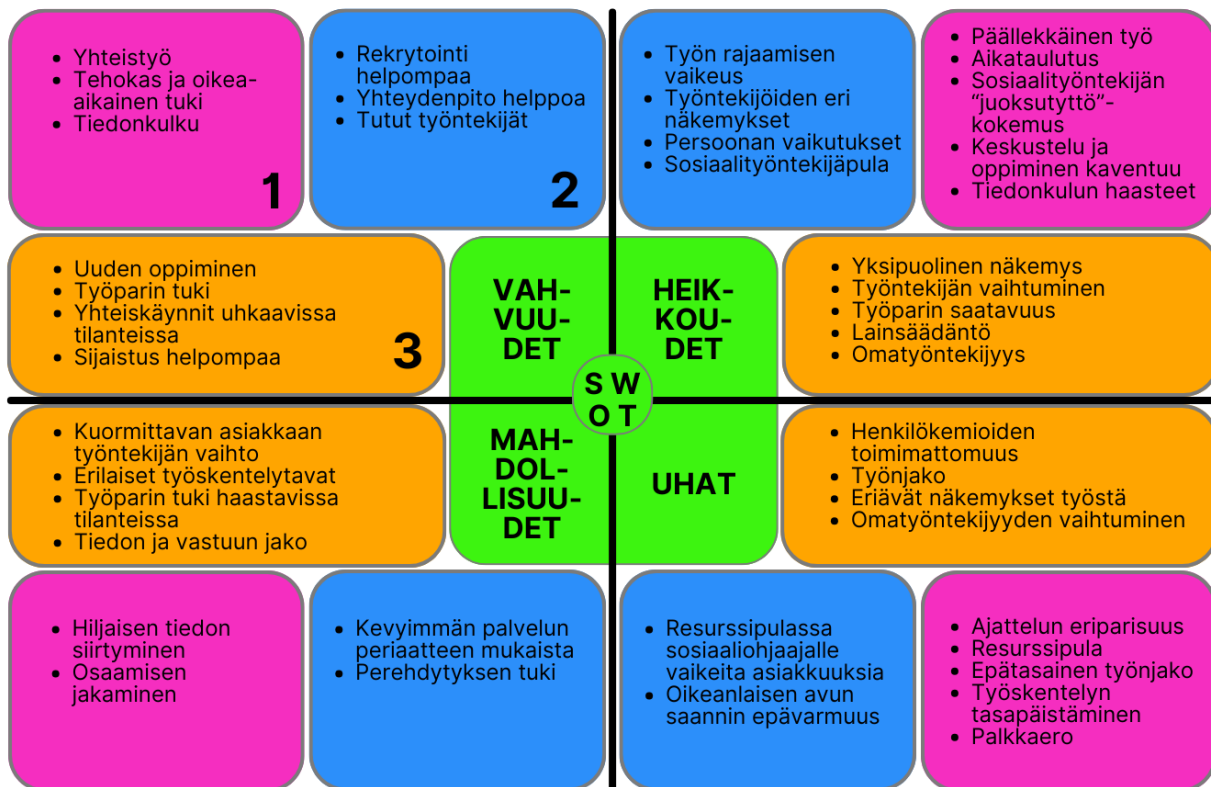 • Yhteistyö
• Tehokas ja oikea-
aikainen tuki
• Tiedonkulku
1
• Rekrytointi
helpompaa
• Yhteydenpito helppoa
• Tutut työntekijät
2
• Työn rajaamisen
vaikeus
• Työntekijöiden eri
näkemykset
• Persoonan vaikutukset
• Sosiaalityöntekijäpula
• Päällekkäinen työ
• Aikataulutus
• Sosiaalityöntekijän
“juoksutyttö”-
kokemus
• Keskustelu ja
oppiminen kaventuu
• Tiedonkulun haasteet
• Uuden oppiminen
• Työparin tuki
• Yhteiskäynnit uhkaavissa
tilanteissa
• Sijaistus helpompaa
3
VAH-
VUU-
DET
HEIK-
KOU-
DET
• Yksipuolinen näkemys
• Työntekijän vaihtuminen
• Työparin saatavuus
• Lainsäädäntö
• Omatyöntekijyys
S W
O T
• Kuormittavan asiakkaan
työntekijän vaihto
• Erilaiset työskentelytavat
• Työparin tuki haastavissa
tilanteissa
• Tiedon ja vastuun jako
MAH-
DOL-
LISUU-
DET
UHAT
• Henkilökemioiden
toimimattomuus
• Työnjako
• Eriävät näkemykset työstä
• Omatyöntekijyyden vaihtuminen
• Hiljaisen tiedon
siirtyminen
• Osaamisen
jakaminen
• Kevyimmän palvelun
periaatteen mukaista
• Perehdytyksen tuki
• Resurssipulassa
sosiaaliohjaajalle
vaikeita asiakkuuksia
• Oikeanlaisen avun
saannin epävarmuus
• Ajattelun eriparisuus
• Resurssipula
• Epätasainen työnjako
• Työskentelyn
tasapäistäminen
• Palkkaero